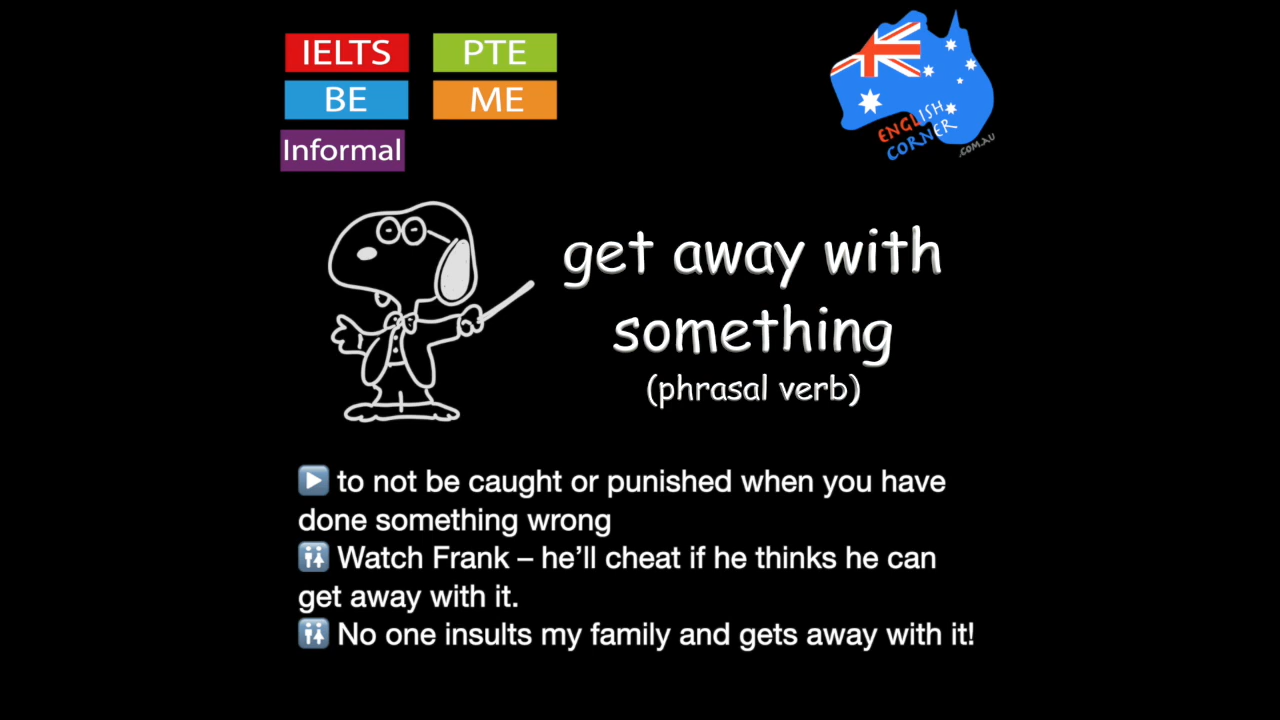 IELTS PTE
BE ME
Informal
ENGLISH
CORNER
.COM.AU
get away with
something
(phrasal verb)
to not be caught or punished when you have
done something wrong
Watch Frank – he’ll cheat if he thinks he can
get away with it.
No one insults my family and gets away with it!